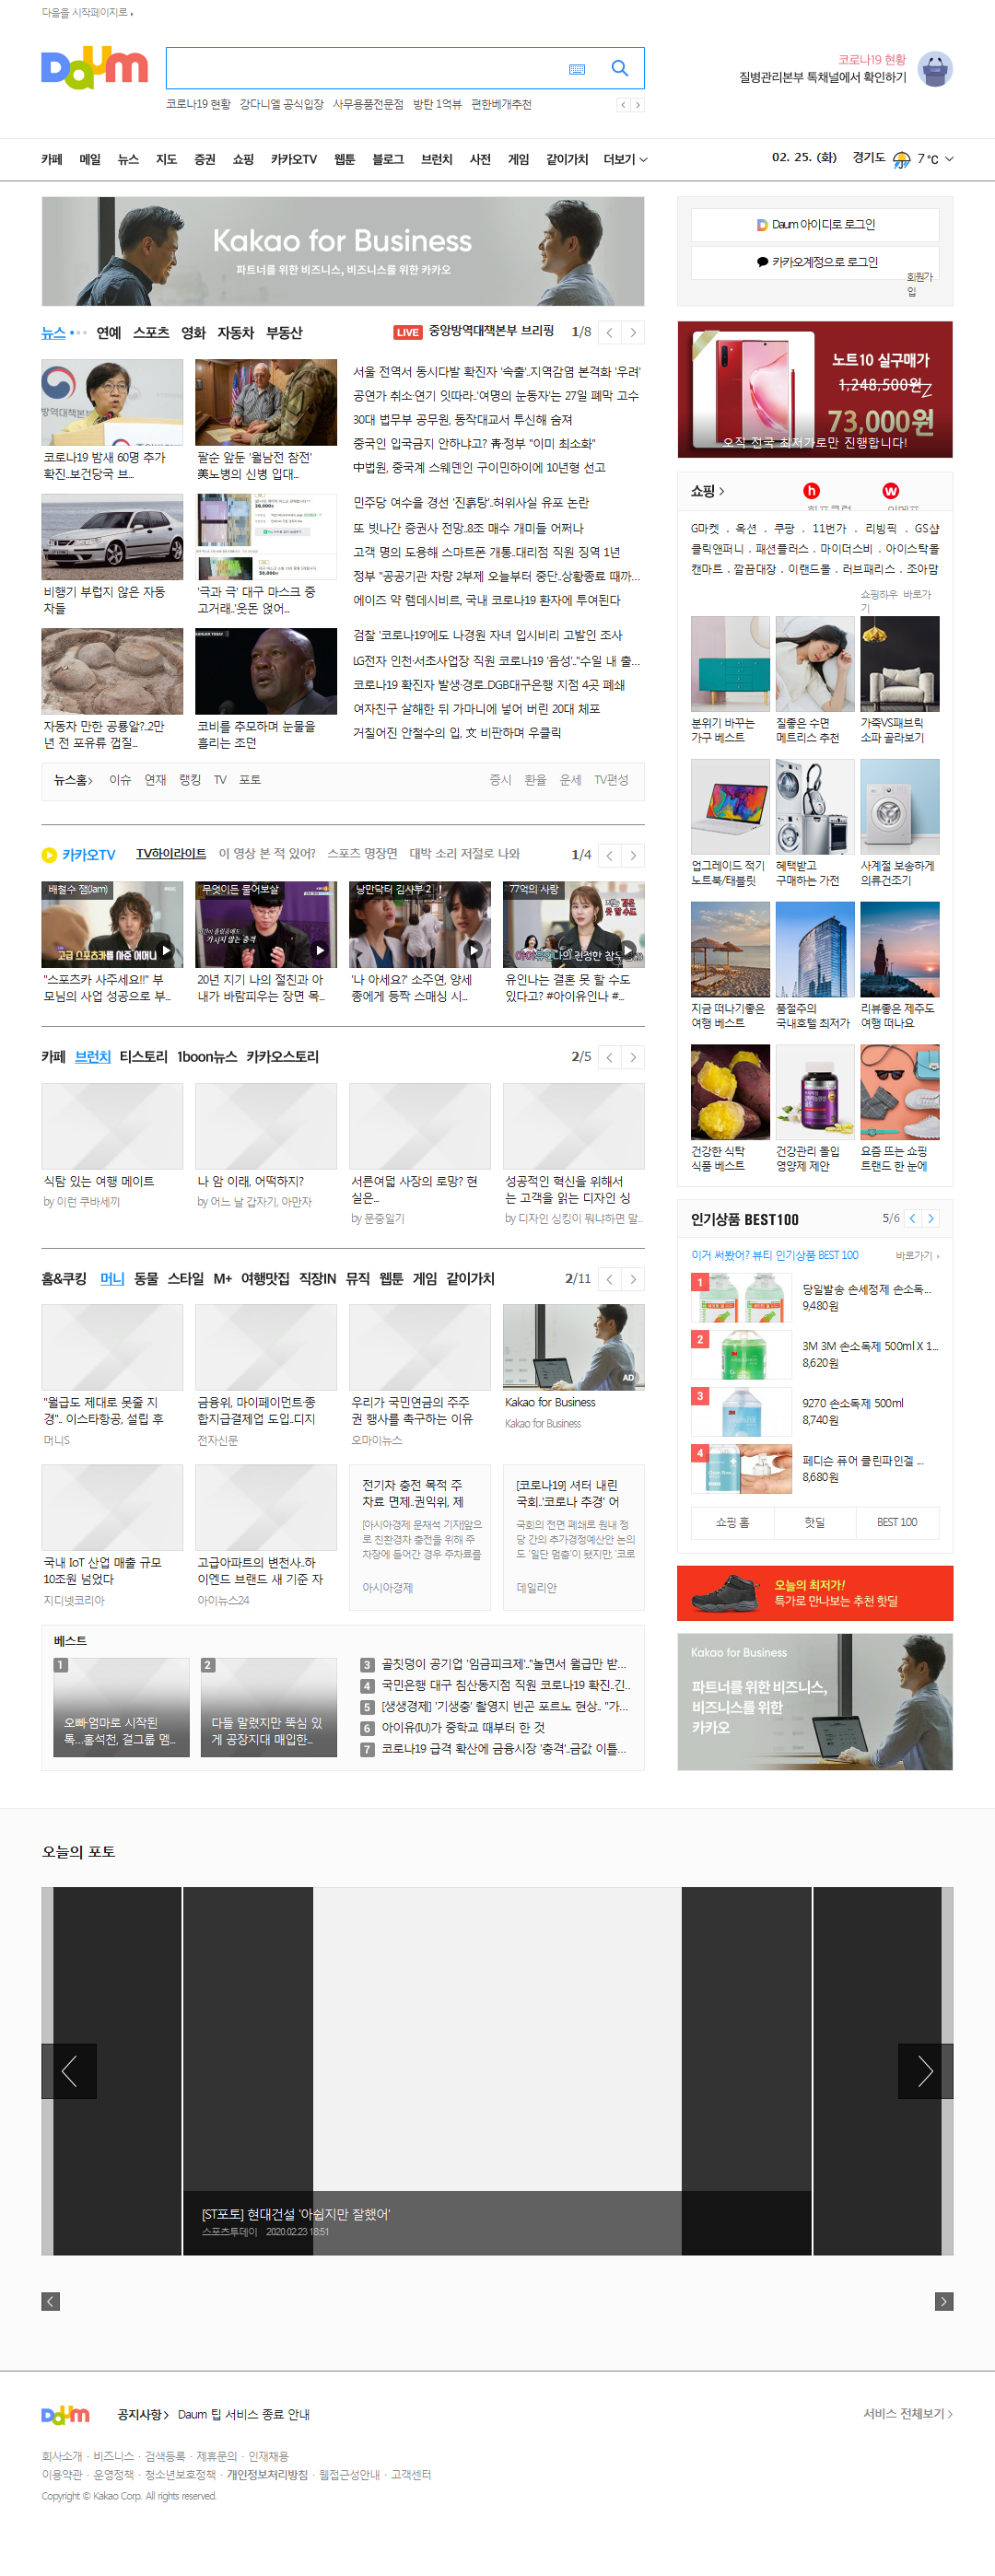 다음을 시작페이지로
Daum
코로나19 현황
질병관리본부 톡채널에서 확인하기
코로나19 현황 강다니엘 공식입장 사무용품전문점 방탄 1억뷰 편한베개추천
카페 메일 뉴스 지도 증권 쇼핑 카카오TV 웹툰 블로그 브런치 사전 게임 같이가치 더보기
02. 25. (화) 경기도 7 °C
Kakao for Business
파트너를 위한 비즈니스, 비즈니스를 위한 카카오
뉴스 연예 스포츠 영화 자동차 부동산
LIVE 중앙방역대책본부 브리핑 1/8
코로나19 밤새 60명 추가
확진..보건당국 브...
팔순 앞둔 '월남전 참전'
美노병의 신병 입대...
비행기 부럽지 않은 자동
차들
'극과 극' 대구 마스크 중
고거래..'웃돈 얹어...
자동차 만한 공룡알?..2만
년 전 포유류 껍질...
코비를 추모하며 눈물을
흘리는 조던
서울 전역서 동시다발 확진자 '속출'..지역감염 본격화 '우려'
공연가 취소·연기 잇따라..'여명의 눈동자'는 27일 폐막 고수
30대 법무부 공무원, 동작대교서 투신해 숨져
중국인 입국금지 안하냐고? 靑·정부 "이미 최소화"
中법원, 중국계 스웨덴인 구이민하이에 10년형 선고
민주당 여수을 경선 '진흙탕'..허위사실 유포 논란
또 빗나간 증권사 전망..8조 매수 개미들 어쩌나
고객 명의 도용해 스마트폰 개통..대리점 직원 징역 1년
정부 "공공기관 차량 2부제 오늘부터 중단..상황종료 때까...
에이즈 약 렘데시비르, 국내 코로나19 환자에 투여된다
검찰 '코로나19'에도 나경원 자녀 입시비리 고발인 조사
LG전자 인천·서초사업장 직원 코로나19 '음성'.."수일 내 출...
코로나19 확진자 발생·경로..DGB대구은행 지점 4곳 폐쇄
여자친구 살해한 뒤 가마니에 넣어 버린 20대 체포
거칠어진 안철수의 입, 文 비판하며 우클릭
뉴스홈 이슈 연재 랭킹 TV 포토 증시 환율 운세 TV편성
카카오TV TV하이라이트 이 영상 본 적 있어? 스포츠 명장면 대박 소리 저절로 나와 1/4
배철수 잼(Jam)
고급 스포츠카를 사준 어머니
"스포츠카 사주세요!!" 부
모님의 사업 성공으로 부...
무엇이든 물어보살
가시지 않는 충격
20년 지기 나의 절친과 아
내가 바람피우는 장면 목...
낭만닥터 김사부 2
'나 아세요?' 소주연, 양세
종에게 등짝 스매싱 시...
77억의 사랑
유인나는 결혼 못 할 수도
있다고? #아이유인나 #...
카페 브런치 티스토리 1boon뉴스 카카오스토리 2/5
식탐 있는 여행 메이트
by 이런 쿠바세끼
나 암 이래, 어떡하지?
by 어느 날 갑자기, 아만자
서른여덟 사장의 로망? 현
실은...
by 문중일기
성공적인 혁신을 위해서
는 고객을 읽는 디자인 싱
by 디자인 싱킹이 뭐냐하면 말..
홈&쿠킹 머니 동물 스타일 M+ 여행맛집 직장IN 뮤직 웹툰 게임 같이가치 2/11
"월급도 제대로 못줄 지
경".. 이스타항공, 설립 후
머니S
금융위, 마이페이먼트·종
합지급결제업 도입..디지
전자신문
우리가 국민연금의 주주
권 행사를 촉구하는 이유
오마이뉴스
AD
Kakao for Business
Kakao for Business
국내 IoT 산업 매출 규모
10조원 넘었다
지디넷코리아
고급아파트의 변천사..하
이엔드 브랜드 새 기준 자
아이뉴스24
전기차 충전 목적 주
차료 면제..권익위, 제
[아시아경제 문채석 기자]앞으
로 친환경차 충전을 위해 주
차장에 들어간 경우 주차료를
아시아경제
[코로나19] 셔터 내린
국회..'코로나 추경' 어
국회의 전면 폐쇄로 원내 정
당 간의 추가경정예산안 논의
도 '일단 멈춤'이 됐지만, '코로
데일리안
베스트
1
오빠·엄마로 시작된
톡…홍석천, 걸그룹 멤...
2
다들 말렸지만 뚝심 있
게 공장지대 매입한...
3 골칫덩이 공기업 '임금피크제'.."놀면서 월급만 받...
4 국민은행 대구 침산동지점 직원 코로나19 확진..긴..
5 [생생경제] '기생충' 촬영지 빈곤 포르노 현상.. "가...
6 아이유(IU)가 중학교 때부터 한 것
7 코로나19 급격 확산에 금융시장 '충격'..금값 이틀...
Daum 아이디로 로그인
카카오계정으로 로그인
회원가
입
노트10 실구매가
1,248,500원
73,000원
오직 전국 최저가로만 진행합니다!
쇼핑
h
w
G마켓 . 옥션 . 쿠팡 . 11번가 . 리빙픽 . GS샵
클릭앤퍼니 . 패션플러스 . 마이더스비 . 아이스탁몰
캔마트 . 깔끔대장 . 이랜드몰 . 러브패리스 . 조아맘
쇼핑하우 바로가
기
분위기 바꾸는
가구 베스트
질좋은 수면
메트리스 추천
가죽VS패브릭
소파 골라보기
업그레이드 적기
노트북/태블릿
혜택받고
구매하는 가전
사계절 보송하게
의류건조기
지금 떠나기좋은
여행 베스트
품절주의
국내호텔 최저가
리뷰좋은 제주도
여행 떠나요
건강한 식탁
식품 베스트
건강관리 돌입
영양제 제안
요즘 뜨는 쇼핑
트랜드 한 눈에
인기상품 BEST100 5/6
이거 써봤어? 뷰티 인기상품 BEST 100 바로가기
1
당일발송 손세정제 손소독...
9,480원
2
3M 3M 손소독제 500ml X 1...
8,620원
3
9270 손소독제 500ml
8,740원
4
페디슨 퓨어 클린파인겔 ...
8,680원
쇼핑 홈 핫딜 BEST 100
오늘의 최저가!
특가로 만나보는 추천 핫딜
Kakao for Business
파트너를 위한 비즈니스,
비즈니스를 위한
카카오
오늘의 포토
[ST포토] 현대건설 '아쉽지만 잘했어'
스포츠투데이 2020.02.23 18:51
Daum 공지사항 Daum 팁 서비스 종료 안내 서비스 전체보기
회사소개 · 비즈니스 · 검색등록 · 제휴문의 · 인재채용
이용약관 · 운영정책 · 청소년보호정책 · 개인정보처리방침 · 웹접근성안내 · 고객센터
Copyright © Kakao Corp. All rights reserved.